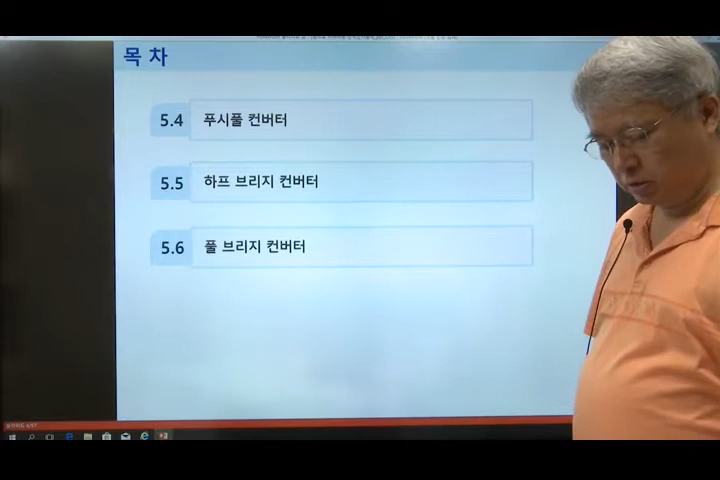 목 차
5.4 푸시풀 컨버터
5.5 하프 브리지 컨버터
5.6 풀 브리지 컨버터